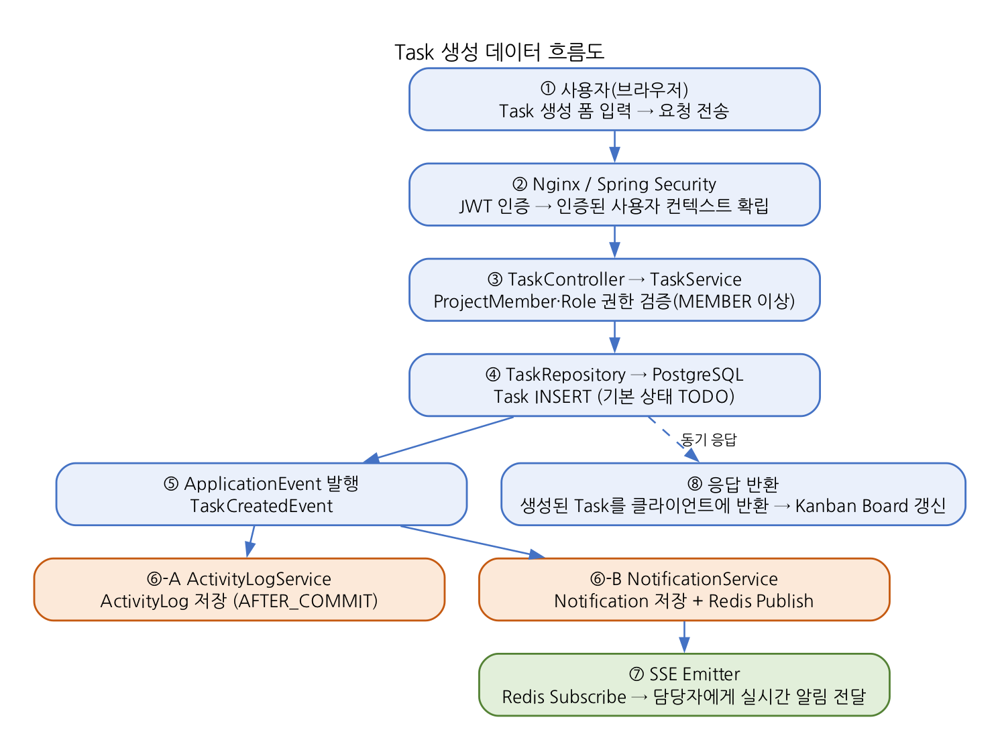 Task 생성 데이터 흐름도
① 사용자(브라우저)
Task 생성 폼 입력 → 요청 전송
② Nginx / Spring Security
JWT 인증 → 인증된 사용자 컨텍스트 확립
③ TaskController → TaskService
ProjectMember·Role 권한 검증(MEMBER 이상)
④ TaskRepository → PostgreSQL
Task INSERT (기본 상태 TODO)
동기 응답
⑤ ApplicationEvent 발행
TaskCreatedEvent
⑧ 응답 반환
생성된 Task를 클라이언트에 반환 → Kanban Board 갱신
⑥-A ActivityLogService
ActivityLog 저장 (AFTER_COMMIT)
⑥-B NotificationService
Notification 저장 + Redis Publish
⑦ SSE Emitter
Redis Subscribe → 담당자에게 실시간 알림 전달